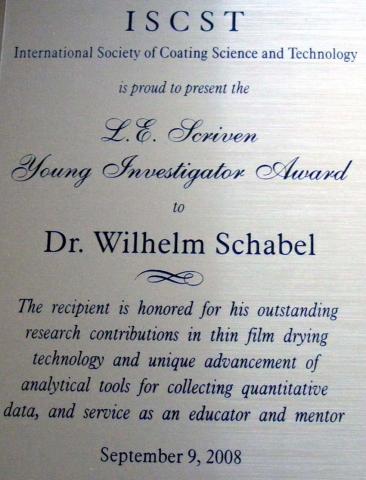 ISCST
International Society of Coating Science and Technology
is proud to present the
L.E. Scriven
Young Investigator Award
to
Dr. Wilhelm Schabel
The recipient is honored for his outstanding
research contributions in thin film drying
technology and unique advancement of
analytical tools for collecting quantitative
data, and service as an educator and mentor
September 9, 2008